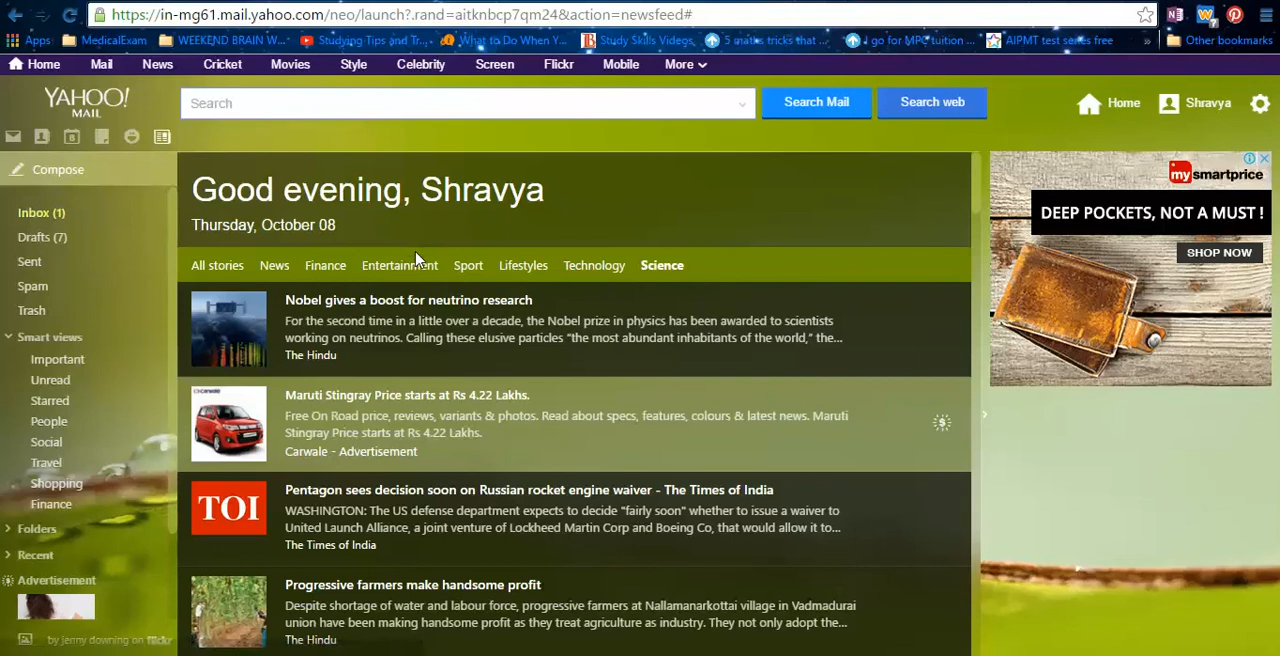 https://in-mg61.mail.yahoo.com/neo/launch?.rand=aitknbcp7qm24&action=newsfeed#
Apps MedicalExam WEEKEND BRAIN W... Studying Tips and Tr... What to Do When Y... Study Skills Videos 5 maths tricks that ... I go for MPC tuition ... AIPMT test series free » Other bookmarks
Home Mail News Cricket Movies Style Celebrity Screen Flickr Mobile More
YAHOO!
MAIL
Search
Search Mail
Search web
Home
Shravya
Compose
Inbox (1)
Drafts (7)
Sent
Spam
Trash
Smart views
Important
Unread
Starred
People
Social
Travel
Shopping
Finance
Folders
Recent
Advertisement
by jenny downing on flickr
Good evening, Shravya
Thursday, October 08
All stories News Finance Entertainment Sport Lifestyles Technology Science
Nobel gives a boost for neutrino research
For the second time in a little over a decade, the Nobel prize in physics has been awarded to scientists
working on neutrinos. Calling these elusive particles “the most abundant inhabitants of the world,” the...
The Hindu
Maruti Stingray Price starts at Rs 4.22 Lakhs.
Free On Road price, reviews, variants & photos. Read about specs, features, colours & latest news. Maruti
Stingray Price starts at Rs 4.22 Lakhs.
Carwale - Advertisement
TOI
Pentagon sees decision soon on Russian rocket engine waiver - The Times of India
WASHINGTON: The US defense department expects to decide "fairly soon" whether to issue a waiver to
United Launch Alliance, a joint venture of Lockheed Martin Corp and Boeing Co, that would allow it to...
The Times of India
Progressive farmers make handsome profit
Despite shortage of water and labour force, progressive farmers at Nallamanarkottai village in Vadmadurai
union have been making handsome profit as they treat agriculture as industry. They not only adopt the...
The Hindu
mysmartprice
DEEP POCKETS, NOT A MUST !
SHOP NOW